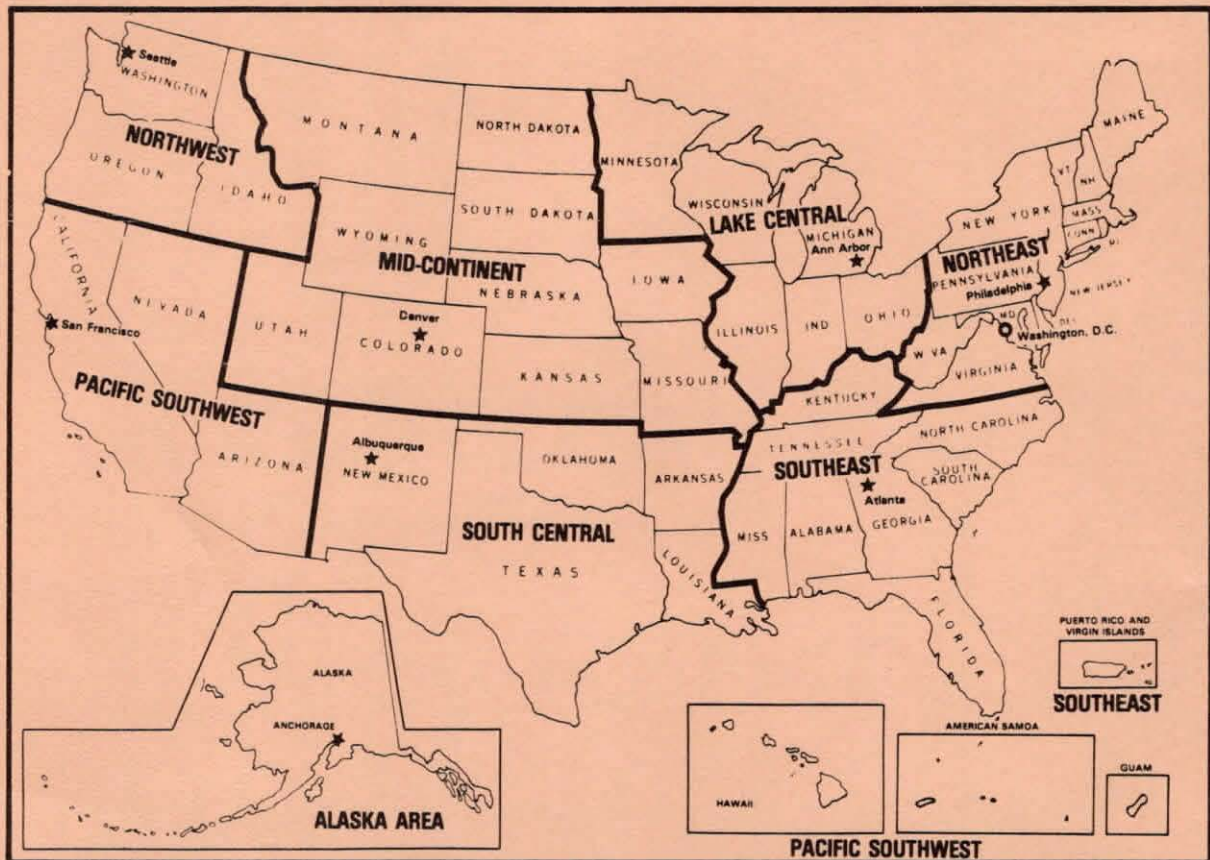 Seattle
WASHINGTON
NORTHWEST
OREGON
IDAHO
MONTANA
NORTH DAKOTA
SOUTH DAKOTA
WYOMING
MID-CONTINENT
NEBRASKA
IOWA
UTAH
Denver
COLORADO
KANSAS
MISSOURI
MINNESOTA
WISCONSIN
LAKE CENTRAL
MICHIGAN
Ann Arbor
ILLINOIS
IND
OHIO
MAINE
VT
NH
NEW YORK
MASS
CONN
RI
NORTHEAST
PENNSYLVANIA
Philadelphia
NEW JERSEY
MD
DEL
Washington, D.C.
W VA
VIRGINIA
CALIFORNIA
NEVADA
San Francisco
PACIFIC SOUTHWEST
ARIZONA
Albuquerque
NEW MEXICO
OKLAHOMA
ARKANSAS
SOUTH CENTRAL
TEXAS
LOUISIANA
KENTUCKY
TENNESSEE
NORTH CAROLINA
SOUTHEAST
SOUTH
CAROLINA
Atlanta
MISS
ALABAMA
GEORGIA
FLORIDA
PUERTO RICO AND
VIRGIN ISLANDS
SOUTHEAST
ALASKA
ANCHORAGE
ALASKA AREA
HAWAII
AMERICAN SAMOA
GUAM
PACIFIC SOUTHWEST